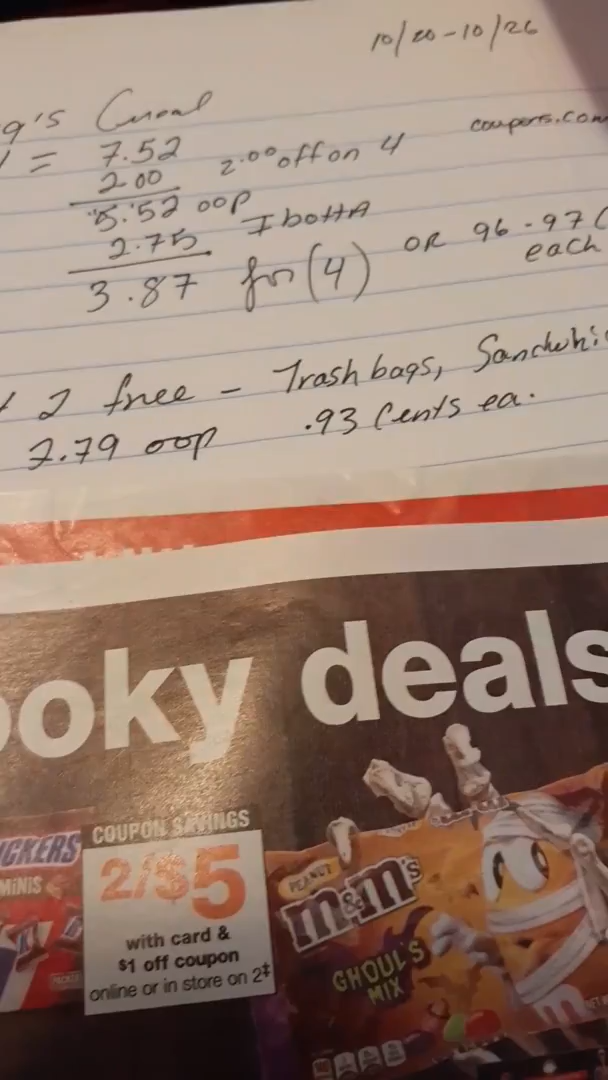 10/20-10/26
g's Cereal
= 7.52
2.00 2.00 off on 4 coupons.com
5.52 oop
2.75 Ibotta
3.87 for (4) OR 96-97¢
each
2 free - Trash bags, Sandwhi
2.79 oop .93 Cents ea.
ooky deals
COUPON SAVINGS
ICKERS
MINIS
2/$5
with card &
$1 off coupon
online or in store on 2‡
PEANUT
m&m's
GHOUL'S
MIX
m